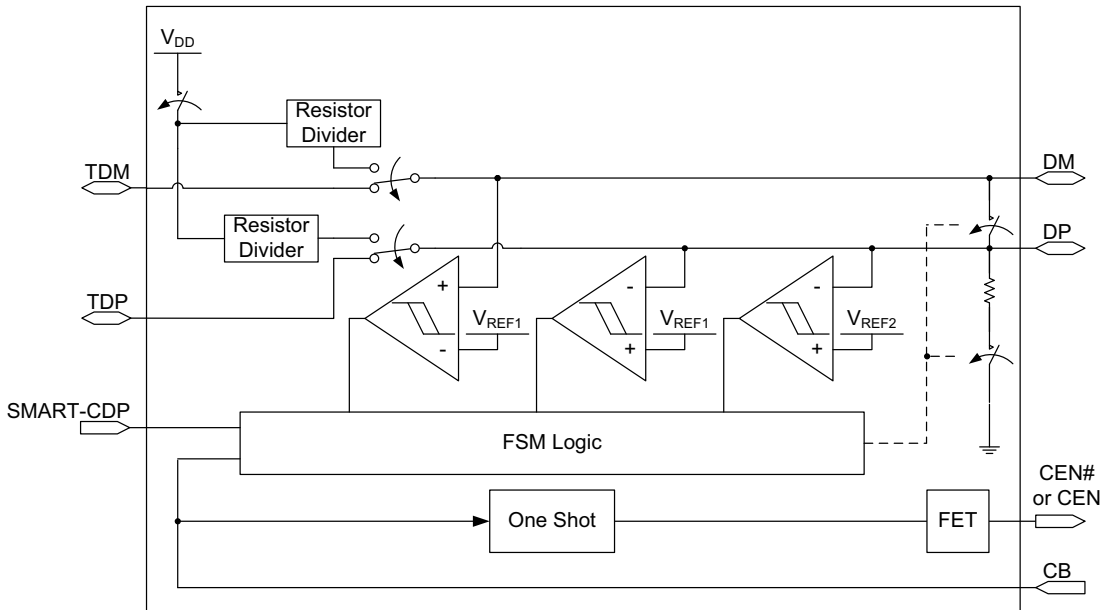 VDD
Resistor
Divider
TDM
DM
Resistor
Divider
DP
TDP
+
-
VREF1
-
+
VREF1
-
+
VREF2
SMART-CDP
FSM Logic
CEN#
or CEN
One Shot
FET
CB